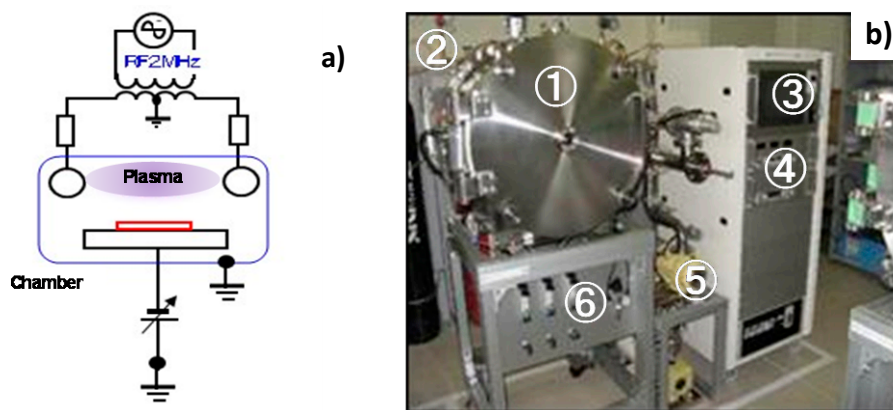 a)
RF2MHz
Plasma
Chamber
b)
①
②
③
④
⑤
⑥